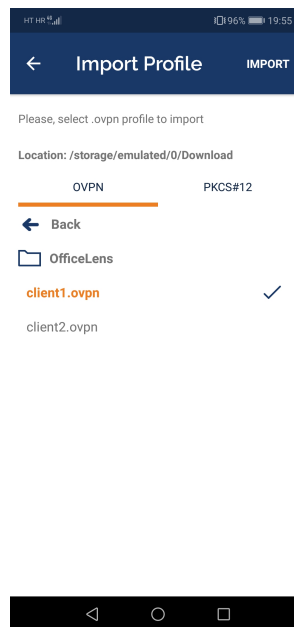 HT HR 96% 19:55
Import Profile IMPORT
Please, select .ovpn profile to import
Location: /storage/emulated/0/Download
OVPN PKCS#12
Back
OfficeLens
client1.ovpn
client2.ovpn